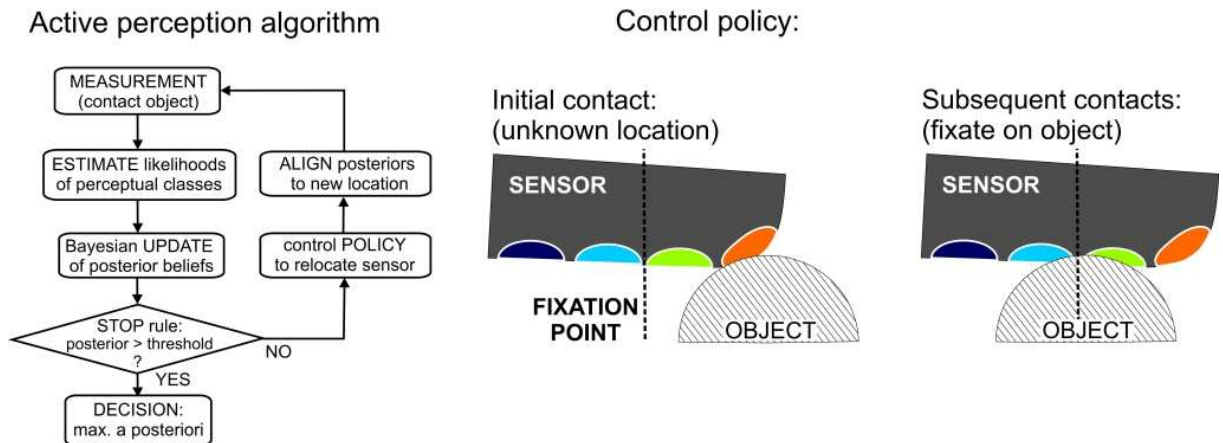 Active perception algorithm
MEASUREMENT
(contact object)
ESTIMATE likelihoods
of perceptual classes
Bayesian UPDATE
of posterior beliefs
STOP rule:
posterior > threshold
?
YES
DECISION:
max. a posteriori
NO
ALIGN posteriors
to new location
control POLICY
to relocate sensor
Control policy:
Initial contact:
(unknown location)
SENSOR
FIXATION
POINT
OBJECT
Subsequent contacts:
(fixate on object)
SENSOR
OBJECT